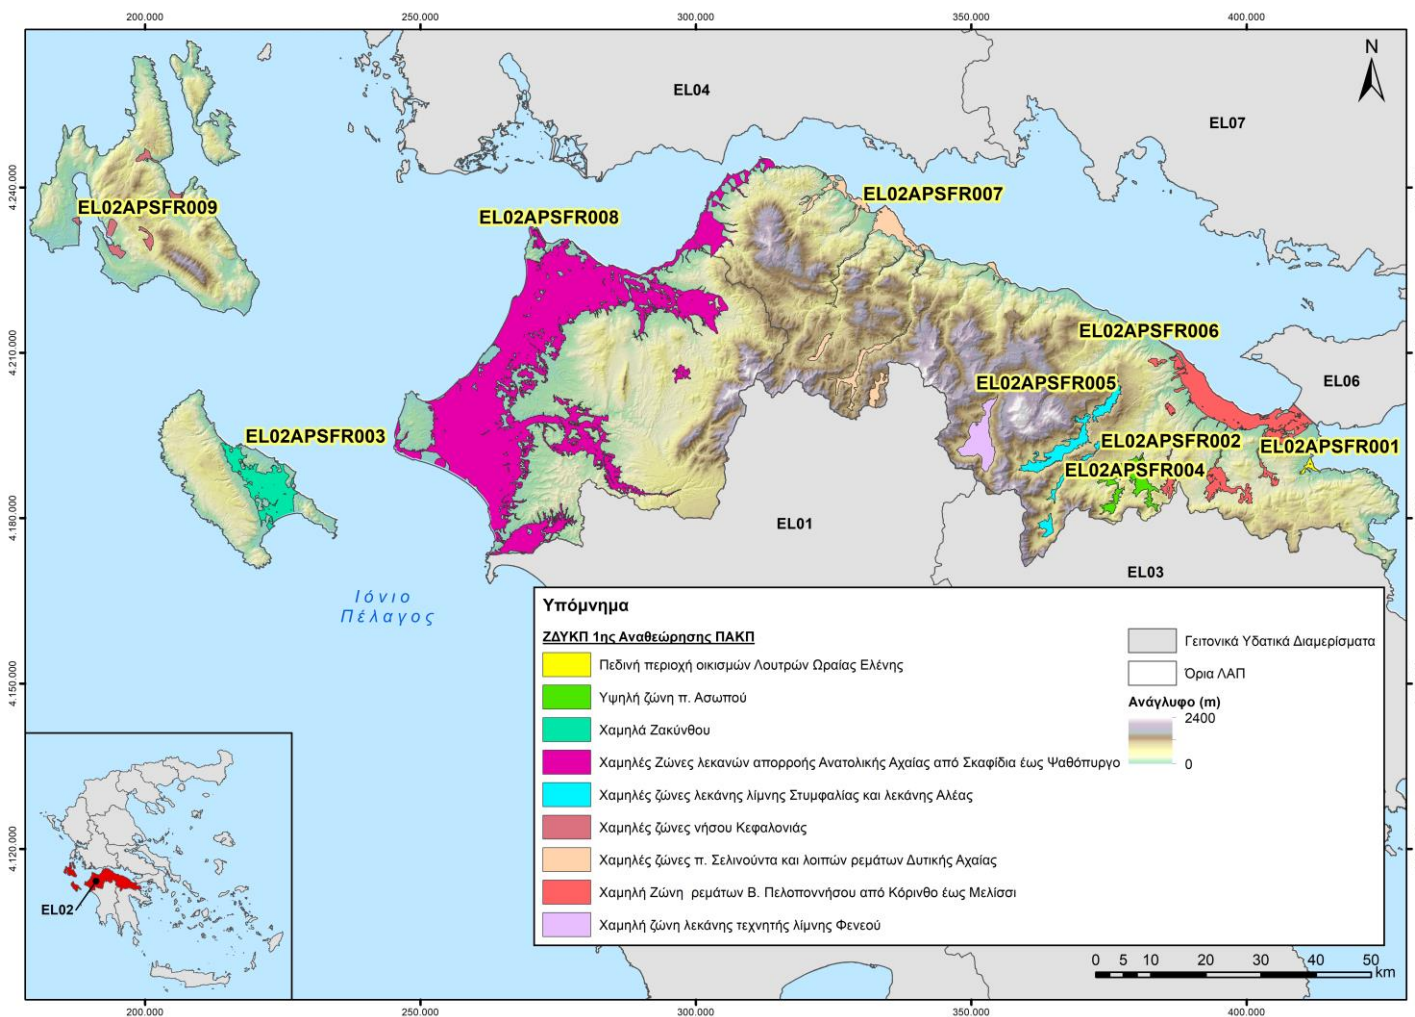 200.000
250.000
300.000
350.000
400.000
N
EL04
EL07
4.240.000
EL02APSFR007
EL02APSFR009
EL02APSFR008
4.210.000
EL02APSFR006
EL06
EL02APSFR005
EL02APSFR003
EL02APSFR002
EL02APSFR001
EL02APSFR004
4.180.000
EL01
EL03
Ιόνιο
Πέλαγος
Υπόμνημα
ΖΔΥΚΠ 1ης Αναθεώρησης ΠΑΚΠ
Πεδινή περιοχή οικισμών Λουτρών Ωραίας Ελένης
Υψηλή ζώνη π. Ασωπού
Χαμηλά Ζακύνθου
Χαμηλές Ζώνες λεκανών απορροής Ανατολικής Αχαίας από Σκαφίδια έως Ψαθόπυργο
Χαμηλές ζώνες λεκάνης λίμνης Στυμφαλίας και λεκάνης Αλέας
Χαμηλές ζώνες νήσου Κεφαλονιάς
Χαμηλές ζώνες π. Σελινούντα και λοιπών ρεμάτων Δυτικής Αχαίας
Χαμηλή Ζώνη ρεμάτων Β. Πελοποννήσου από Κόρινθο έως Μελίσσι
Χαμηλή ζώνη λεκάνης τεχνητής λίμνης Φενεού
Γειτονικά Υδατικά Διαμερίσματα
Όρια ΛΑΠ
Ανάγλυφο (m)
2400
0
4.150.000
4.120.000
EL02
0 5 10 20 30 40 50
km
200.000
250.000
300.000
350.000
400.000